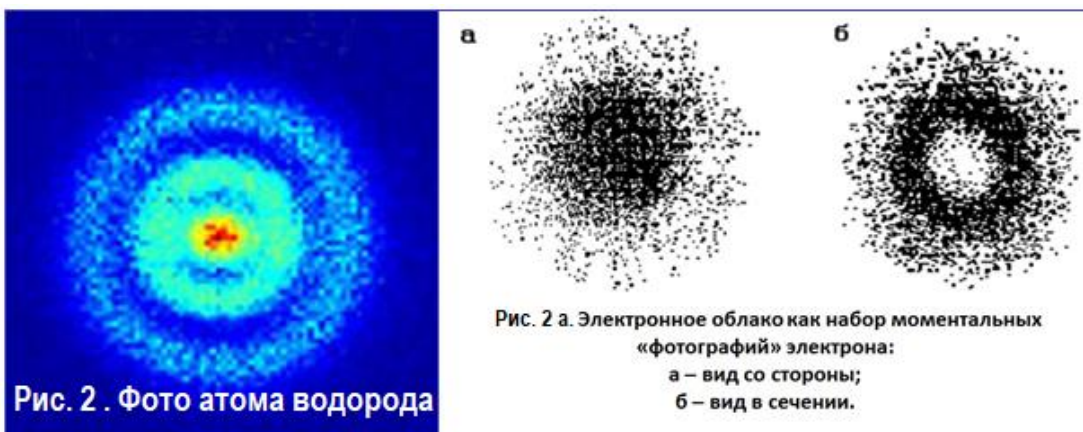 а
б
Рис. 2 . Фото атома водорода
Рис. 2 а. Электронное облако как набор моментальных
«фотографий» электрона:
а – вид со стороны;
б – вид в сечении.